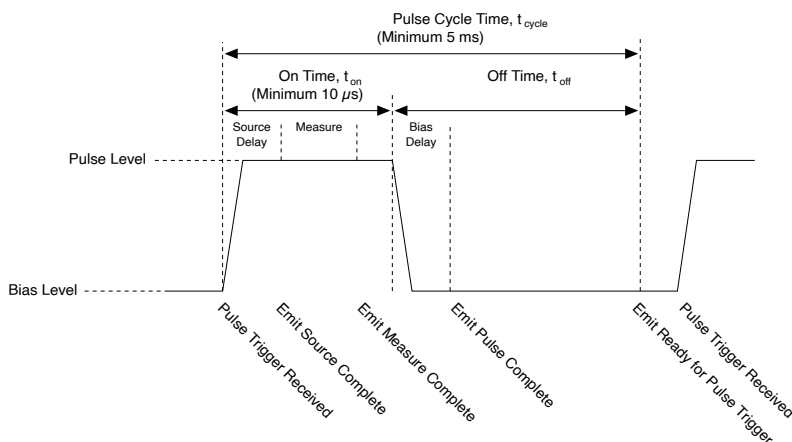 Pulse Cycle Time, t cycle
(Minimum 5 ms)
On Time, t on
(Minimum 10 µs)
Off Time, t off
Source
Delay
Measure
Bias
Delay
Pulse Level
Bias Level
Pulse Trigger Received
Emit Source Complete
Emit Measure Complete
Emit Pulse Complete
Emit Ready for Pulse Trigger
Pulse Trigger Received